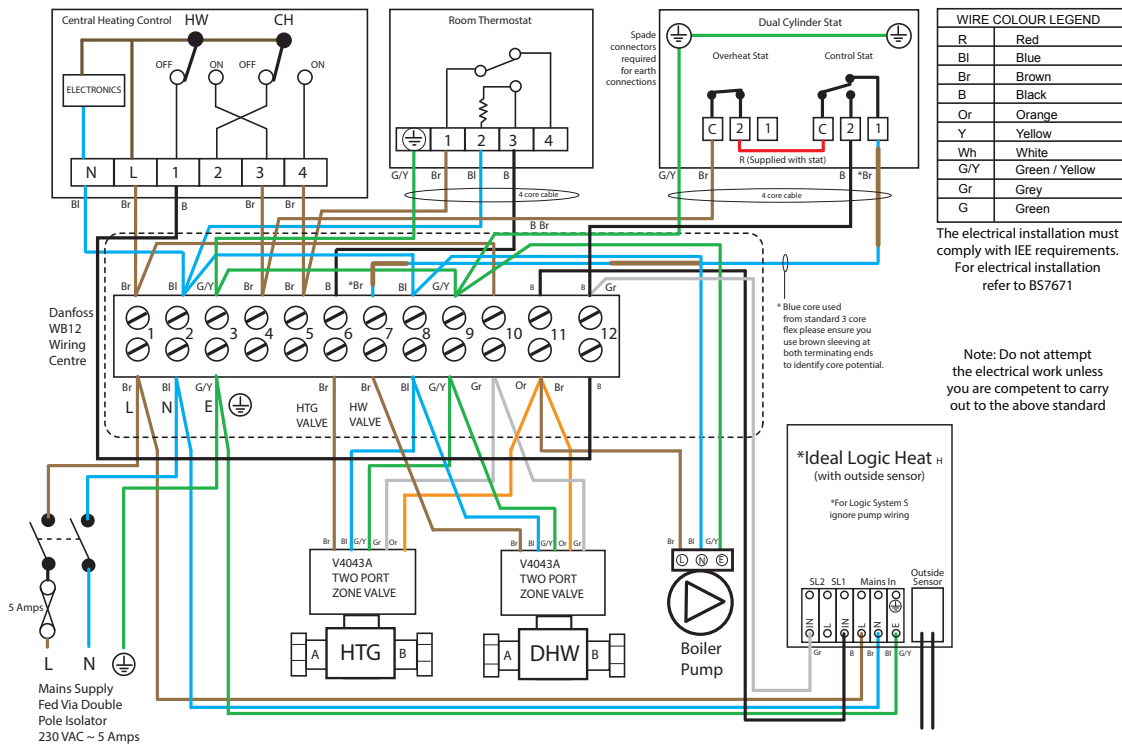 Central Heating Control
HW
CH
OFF
ON
OFF
ON
ELECTRONICS
N
L
1
2
3
4
Bl
Br
B
Br
Br
Room Thermostat
1
2
3
4
G/Y
Br
Bl
B
4 core cable
Spade
connectors
required
for earth
connections
Dual Cylinder Stat
Overheat Stat
Control Stat
C
2
1
C
2
1
R (Supplied with stat)
G/Y
Br
B
*Br
4 core cable
WIRE COLOUR LEGEND
R Red
Bl Blue
Br Brown
B Black
Or Orange
Y Yellow
Wh White
G/Y Green / Yellow
Gr Grey
G Green
The electrical installation must
comply with IEE requirements.
For electrical installation
refer to BS7671
Note: Do not attempt
the electrical work unless
you are competent to carry
out to the above standard
B Br
Br
Bl
G/Y
Br
Br
B
*Br
Bl
G/Y
B
B
Gr
* Blue core used
from standard 3 core
flex please ensure you
use brown sleeving at
both terminating ends
to identify core potential.
Danfoss
WB12
Wiring
Centre
1
2
3
4
5
6
7
8
9
10
11
12
Br
Bl
G/Y
Br
Br
Bl
G/Y
Gr
Or
Br
B
L
N
E
HTG
VALVE
HW
VALVE
5 Amps
L
N
Mains Supply
Fed Via Double
Pole Isolator
230 VAC ~ 5 Amps
Br
Bl
G/Y
Gr
Or
V4043A
TWO PORT
ZONE VALVE
A
HTG
B
Br
Bl
G/Y
Or
Gr
V4043A
TWO PORT
ZONE VALVE
A
DHW
B
Br
Bl
G/Y
L
N
E
Boiler
Pump
*Ideal Logic Heat H
(with outside sensor)
*For Logic System S
ignore pump wiring
SL2
SL1
Mains In
Outside
Sensor
IN
L
IN
L
N
E
Gr
B
Br
Bl
G/Y